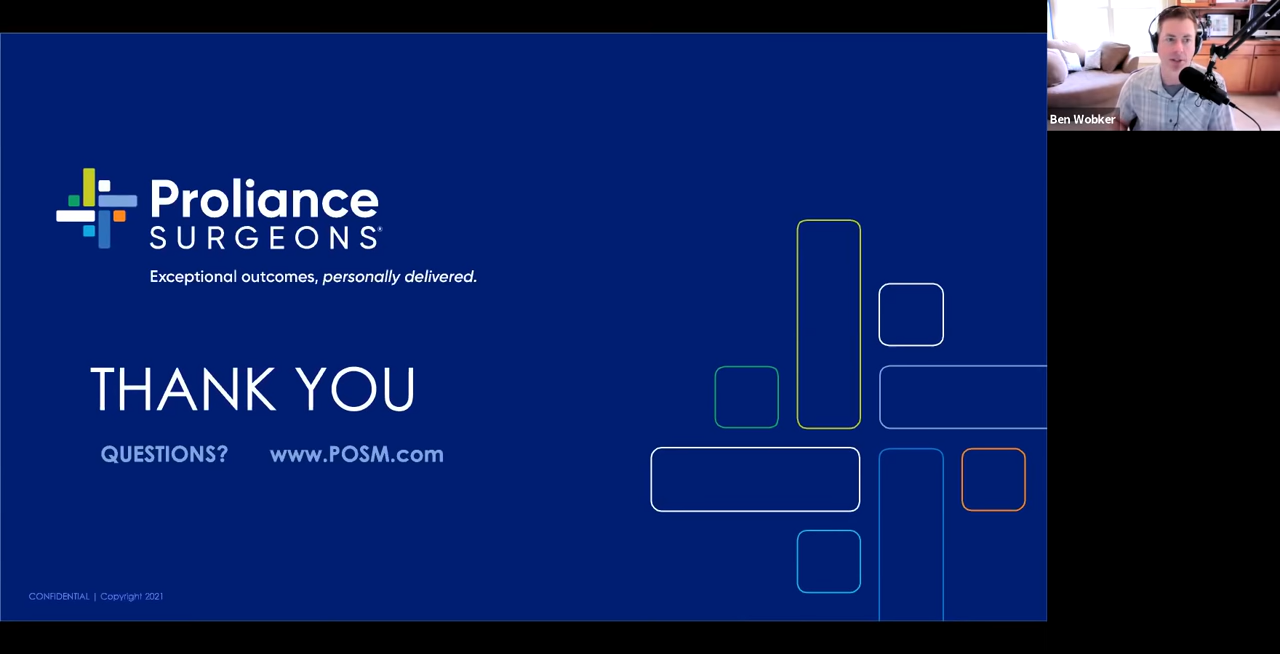 Proliance
SURGEONS®
Exceptional outcomes, personally delivered.
THANK YOU
QUESTIONS? www.POSM.com
CONFIDENTIAL | Copyright 2021
Ben Wobker